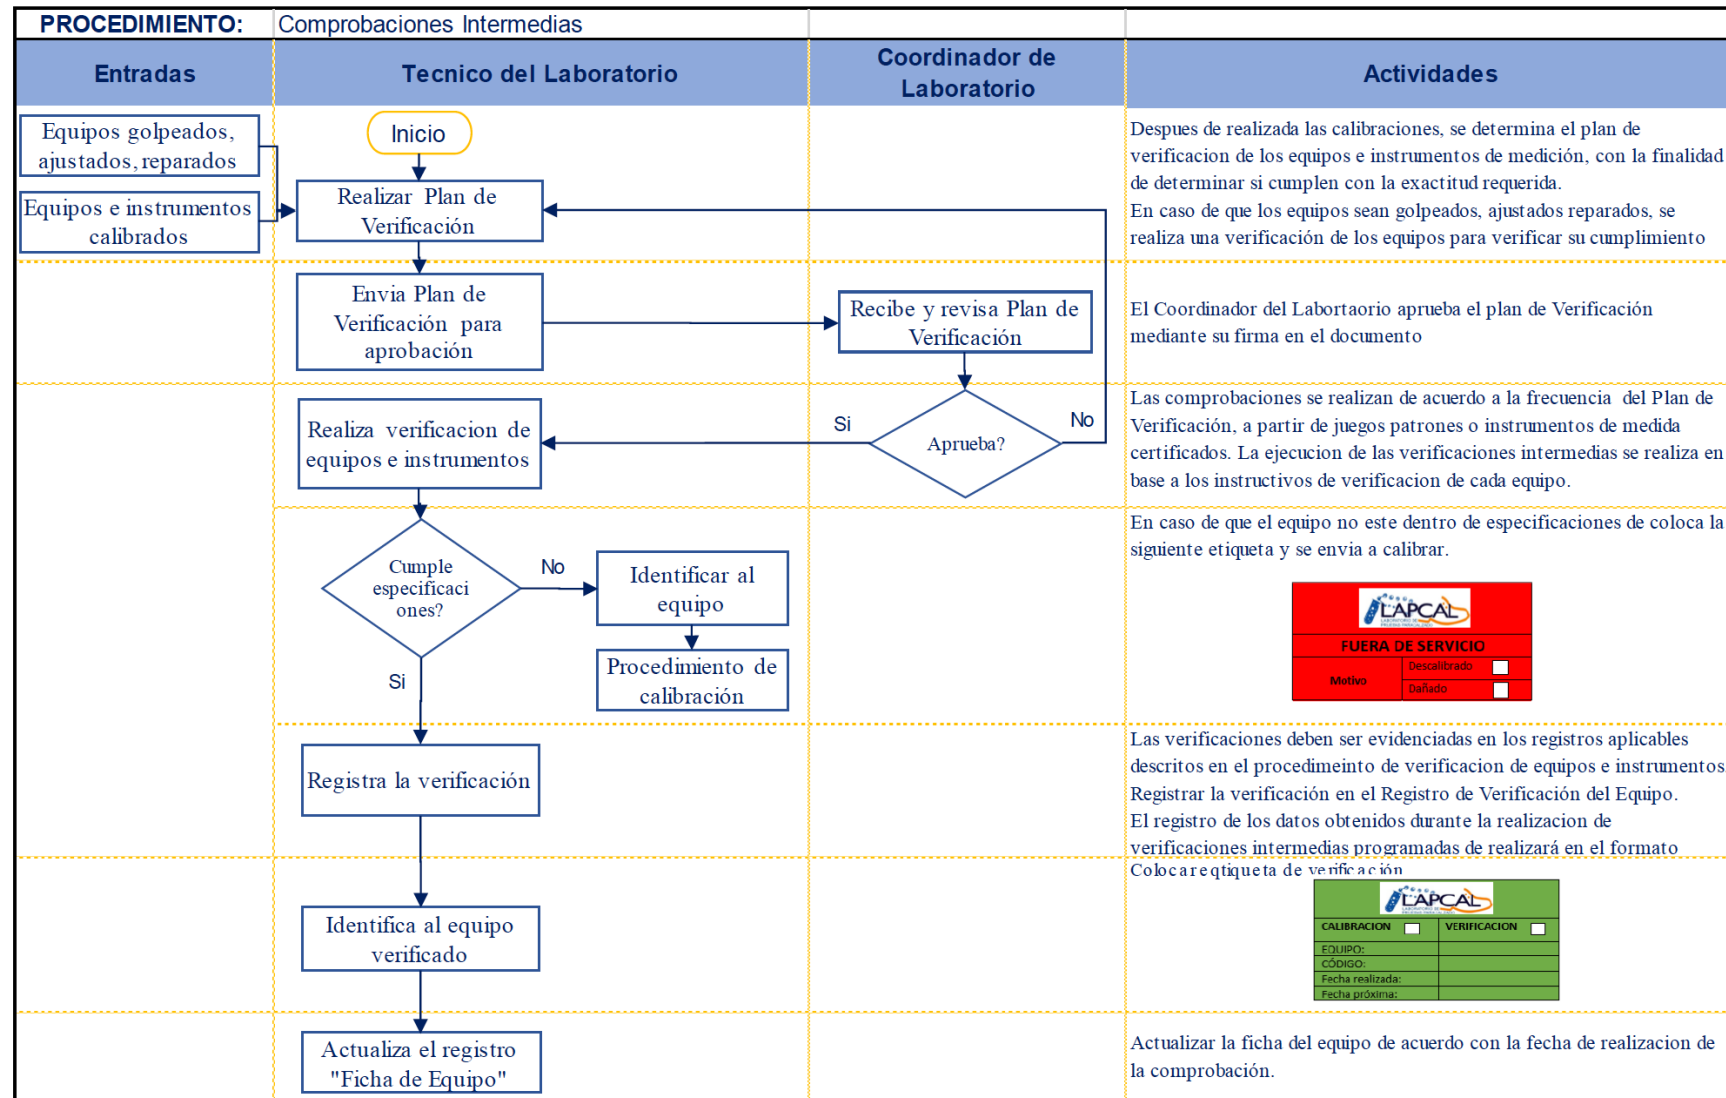 PROCEDIMIENTO: Comprobaciones Intermedias
Entradas
Tecnico del Laboratorio
Coordinador de
Laboratorio
Actividades
Equipos golpeados,
ajustados, reparados
Equipos e instrumentos
calibrados
Inicio
Realizar Plan de
Verificación
Despues de realizada las calibraciones, se determina el plan de
verificacion de los equipos e instrumentos de medición, con la finalidad
de determinar si cumplen con la exactitud requerida.
En caso de que los equipos sean golpeados, ajustados reparados, se
realiza una verificación de los equipos para verificar su cumplimiento
Envia Plan de
Verificación para
aprobación
Recibe y revisa Plan de
Verificación
El Coordinador del Labortaorio aprueba el plan de Verificación
mediante su firma en el documento
Realiza verificacion de
equipos e instrumentos
Si
Aprueba?
No
Las comprobaciones se realizan de acuerdo a la frecuencia del Plan de
Verificación, a partir de juegos patrones o instrumentos de medida
certificados. La ejecucion de las verificaciones intermedias se realiza en
base a los instructivos de verificacion de cada equipo.
Cumple
especificaci
ones?
No
Si
Identificar al
equipo
Procedimiento de
calibración
En caso de que el equipo no este dentro de especificaciones de coloca la
siguiente etiqueta y se envia a calibrar.
LAPCAL
FUERA DE SERVICIO
Motivo
Descalibrado
Dañado
Registra la verificación
Las verificaciones deben ser evidenciadas en los registros aplicables
descritos en el procedimeinto de verificacion de equipos e instrumentos.
Registrar la verificación en el Registro de Verificación del Equipo.
El registro de los datos obtenidos durante la realizacion de
verificaciones intermedias programadas de realizará en el formato
Identifica al equipo
verificado
Colocar eqtiqueta de verificación
LAPCAL
CALIBRACION VERIFICACION
EQUIPO:
CÓDIGO:
Fecha realizada:
Fecha próxima:
Actualiza el registro
"Ficha de Equipo"
Actualizar la ficha del equipo de acuerdo con la fecha de realizacion de
la comprobación.